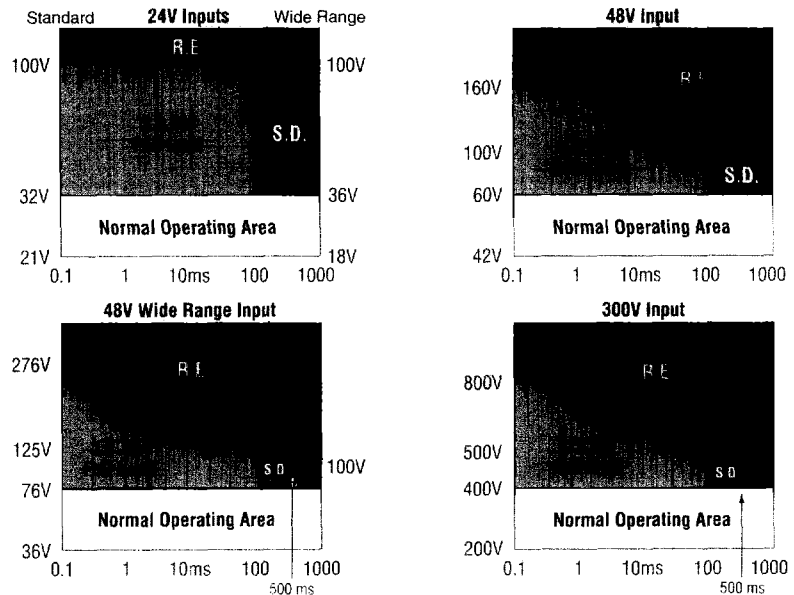 24V Inputs
Standard
Wide Range
R.E
100V
100V
S.D.
32V
36V
Normal Operating Area
21V
18V
0.1 1 10ms 100 1000
48V Input
160V
100V
S.D.
60V
Normal Operating Area
42V
0.1 1 10ms 100 1000
48V Wide Range Input
276V
R.E
125V
S.D
100V
76V
Normal Operating Area
36V
0.1 1 10ms 100 1000
500 ms
300V Input
800V
R.E
500V
S.D
400V
Normal Operating Area
200V
0.1 1 10ms 100 1000
500 ms